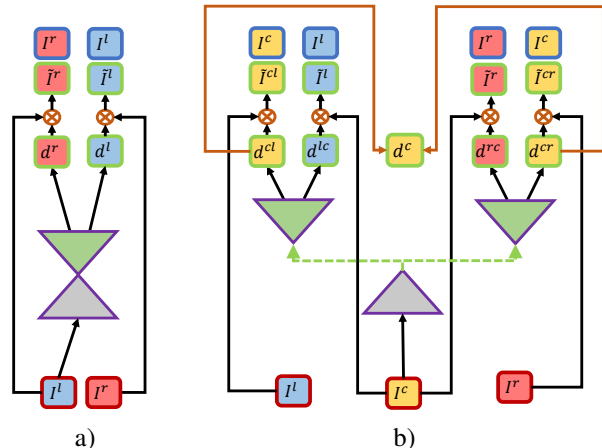 I^r I^l I^c I^l I^r I^c
Ĩ^r Ĩ^l Ĩ^cl Ĩ^l Ĩ^r Ĩ^cr
d^r d^l d^cl d^lc d^c d^rc d^cr
I^l I^r I^l I^c I^r
a) b)